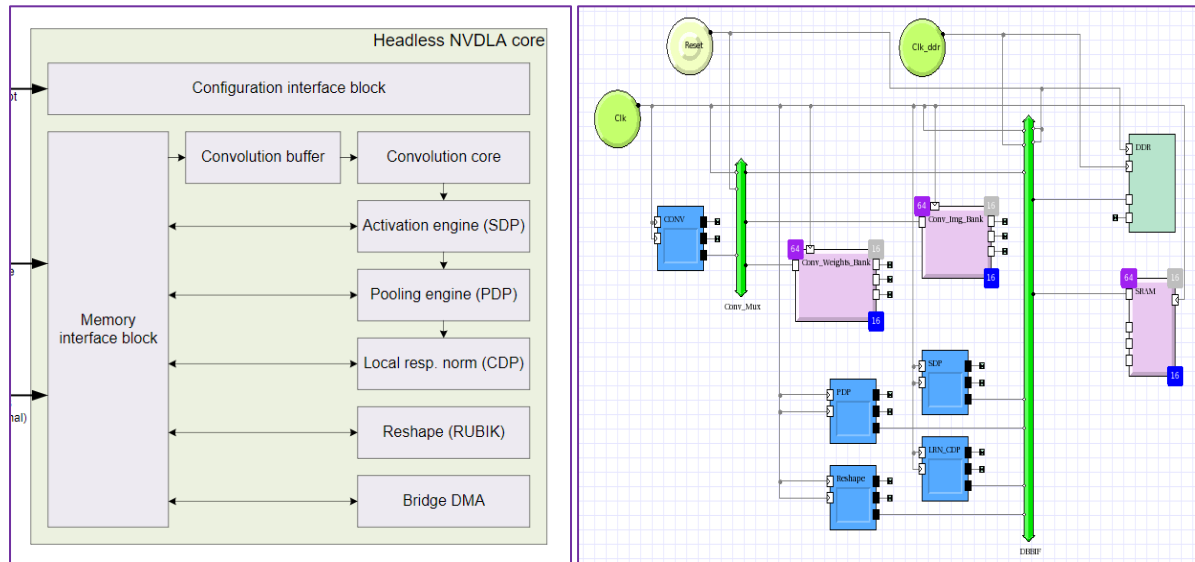 Headless NVDLA core
Configuration interface block
Convolution buffer
Convolution core
Activation engine (SDP)
Pooling engine (PDP)
Memory
interface block
Local resp. norm (CDP)
Reshape (RUBIK)
Bridge DMA
nal)
Reset
Clk_ddr
Clk
DDR
CONV
64
16
Conv_Img_Bank
16
64
16
Conv_Weights_Bank
16
Conv_Mux
64
16
SRAM
16
SDP
PDP
LRN_CDP
Reshape
DBBIF